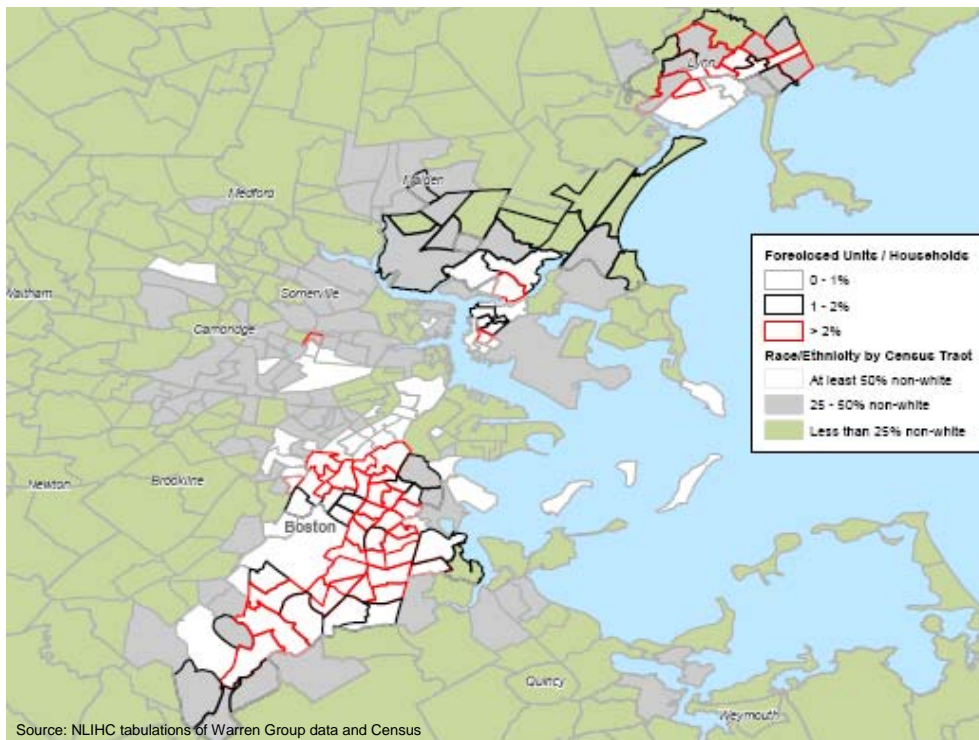 Lynn
Malden
Medford
Foreclosed Units / Households
0 - 1%
1 - 2%
> 2%
Race/Ethnicity by Census Tract
At least 50% non-white
25 - 50% non-white
Less than 25% non-white
Waltham
Somerville
Cambridge
Newton
Brookline
Boston
Quincy
Weymouth
Source: NLIHC tabulations of Warren Group data and Census